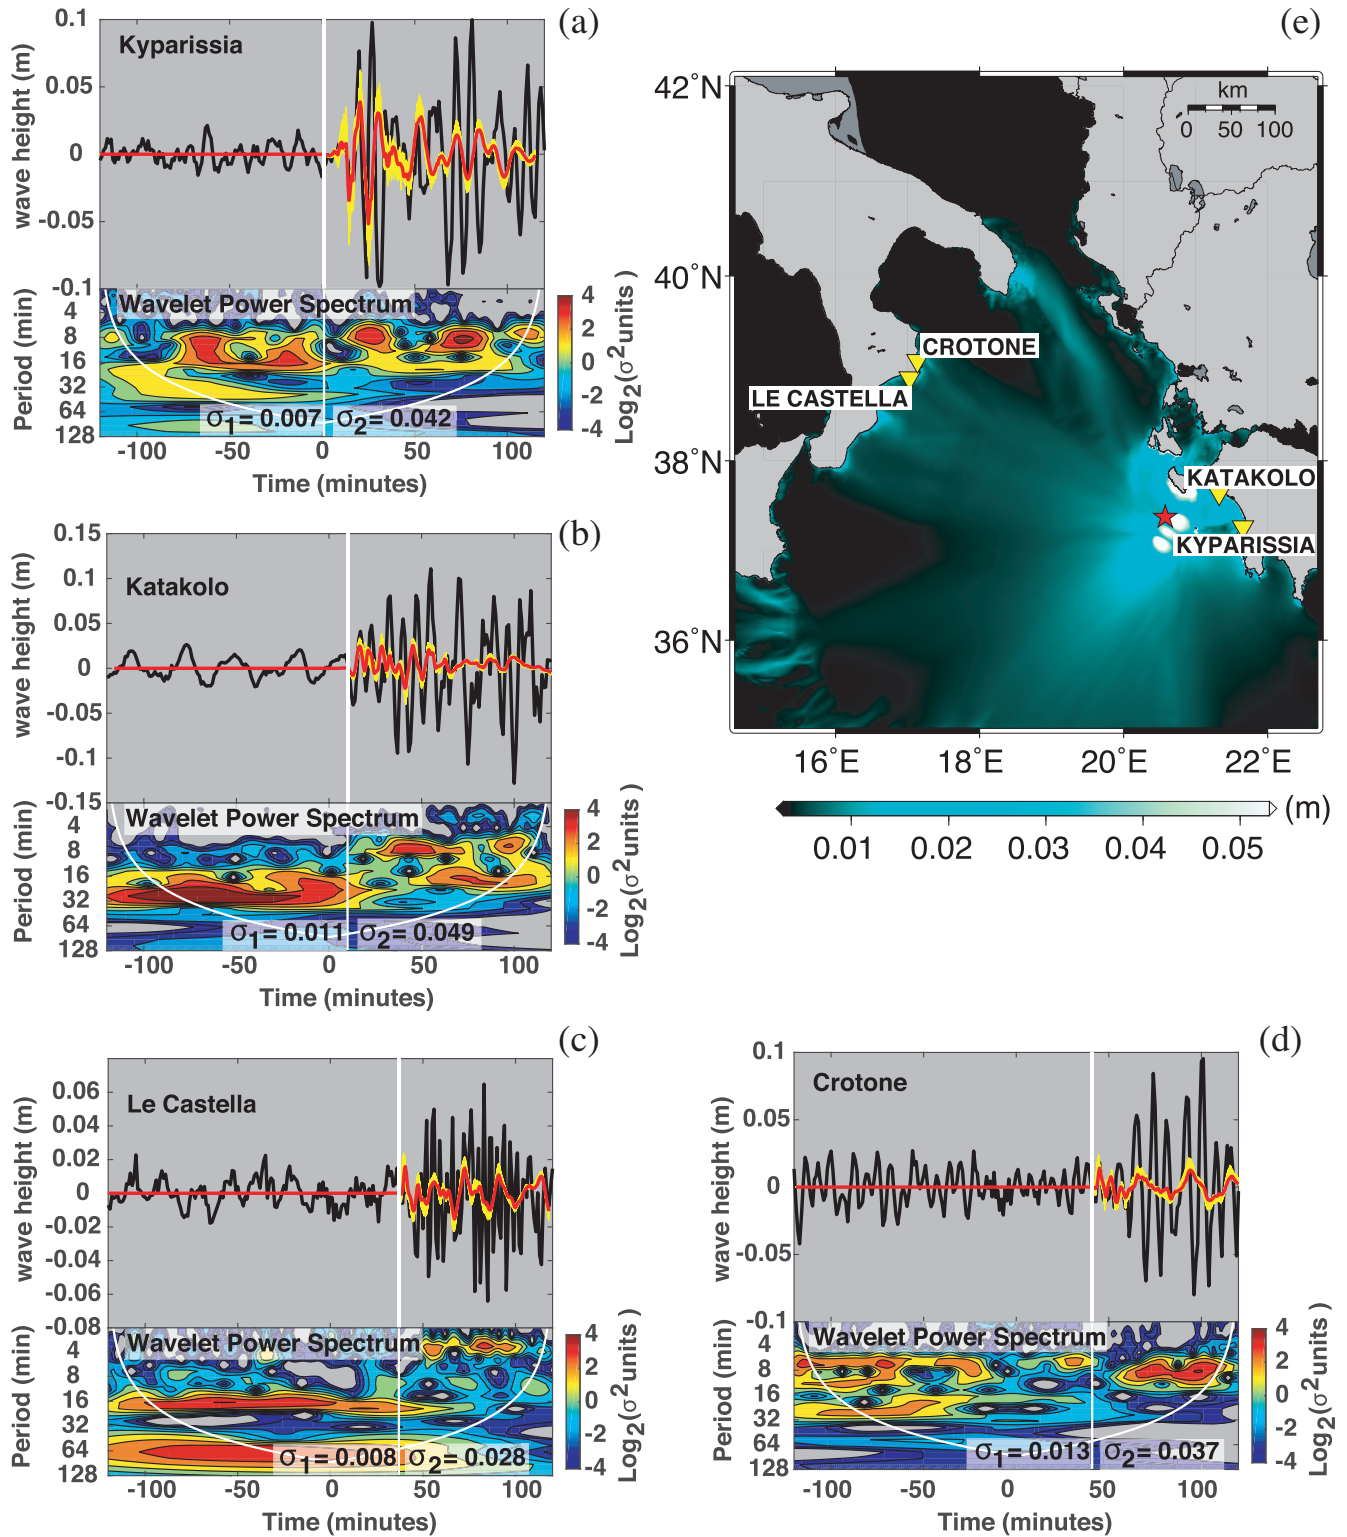 (a)
Kyparissia
wave height (m)
0.1
0.05
0
-0.05
-0.1
Wavelet Power Spectrum
Period (min)
4
8
16
32
64
128
σ1= 0.007
σ2= 0.042
-100 -50 0 50 100
Time (minutes)
4
2
0
-2
-4
Log2(σ2units )
(b)
Katakolo
wave height (m)
0.15
0.1
0.05
0
-0.05
-0.1
-0.15
Wavelet Power Spectrum
Period (min)
4
8
16
32
64
128
σ1= 0.011
σ2= 0.049
-100 -50 0 50 100
Time (minutes)
4
2
0
-2
-4
Log2(σ2units )
(e)
42°N
40°N
38°N
36°N
km
0 50 100
CROTONE
LE CASTELLA
KATAKOLO
KYPARISSIA
16°E 18°E 20°E 22°E
(m)
0.01 0.02 0.03 0.04 0.05
(c)
Le Castella
wave height (m)
0.06
0.04
0.02
0
-0.02
-0.04
-0.06
-0.08
Wavelet Power Spectrum
Period (min)
4
8
16
32
64
128
σ1= 0.008
σ2= 0.028
-100 -50 0 50 100
Time (minutes)
4
2
0
-2
-4
Log2(σ2units )
(d)
Crotone
wave height (m)
0.1
0.05
0
-0.05
-0.1
Wavelet Power Spectrum
Period (min)
4
8
16
32
64
128
σ1= 0.013
σ2= 0.037
-100 -50 0 50 100
Time (minutes)
4
2
0
-2
-4
Log2(σ2units )